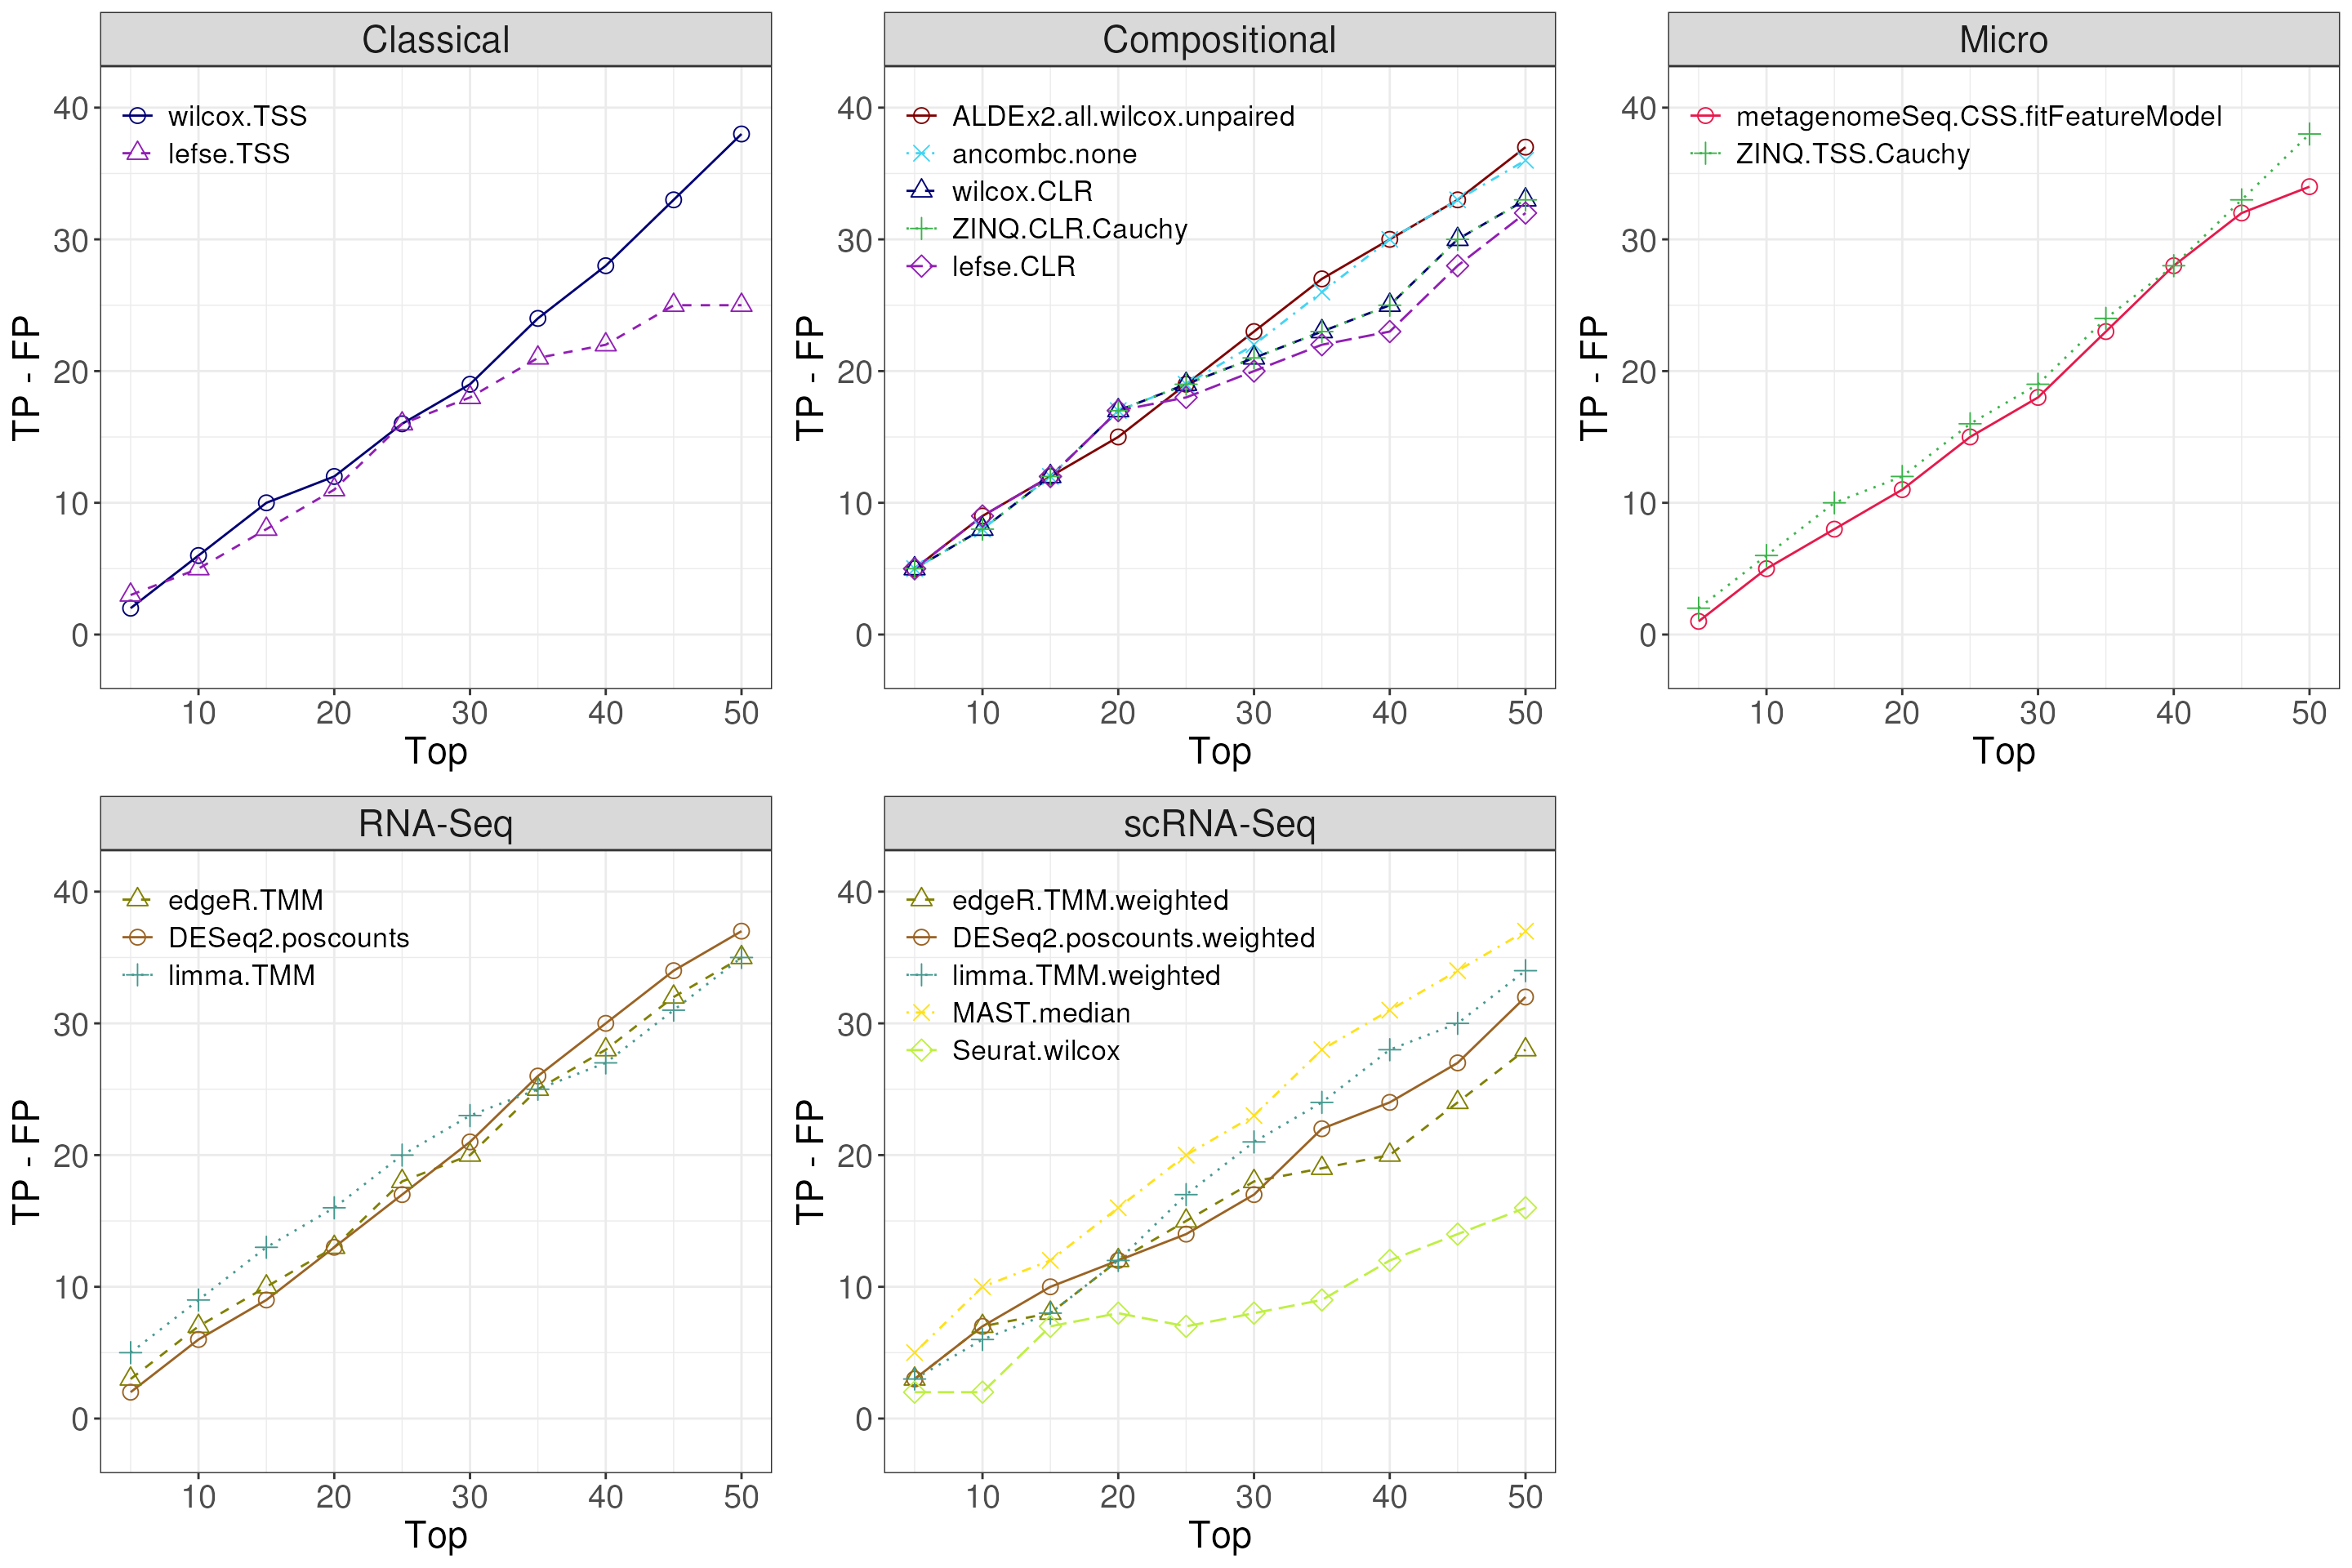 Classical
TP - FP
40
30
20
10
0
wilcox.TSS
lefse.TSS
10 20 30 40 50
Top
Compositional
TP - FP
40
30
20
10
0
ALDEx2.all.wilcox.unpaired
ancombc.none
wilcox.CLR
ZINQ.CLR.Cauchy
lefse.CLR
10 20 30 40 50
Top
Micro
TP - FP
40
30
20
10
0
metagenomeSeq.CSS.fitFeatureModel
ZINQ.TSS.Cauchy
10 20 30 40 50
Top
RNA-Seq
TP - FP
40
30
20
10
0
edgeR.TMM
DESeq2.poscounts
limma.TMM
10 20 30 40 50
Top
scRNA-Seq
TP - FP
40
30
20
10
0
edgeR.TMM.weighted
DESeq2.poscounts.weighted
limma.TMM.weighted
MAST.median
Seurat.wilcox
10 20 30 40 50
Top